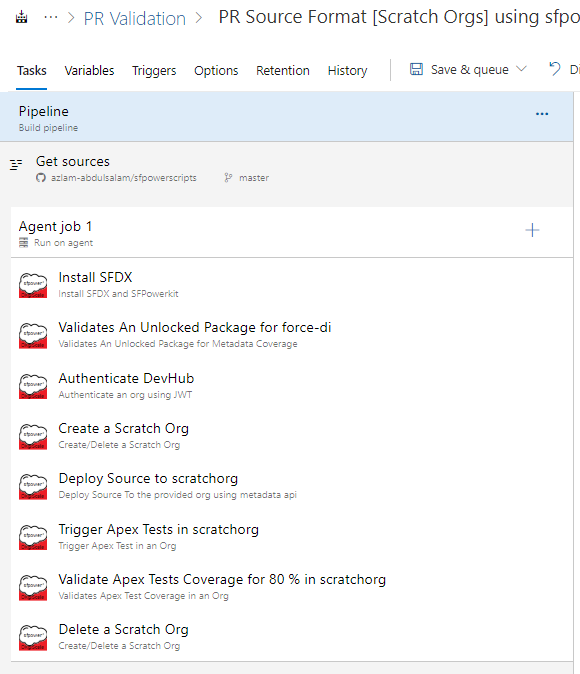 ··· > PR Validation > PR Source Format [Scratch Orgs] using sfpo
Tasks Variables Triggers Options Retention History Save & queue Di
Pipeline
Build pipeline
Get sources
azlam-abdulsalam/sfpowerscripts master
Agent job 1
Run on agent
Install SFDX
Install SFDX and SFPowerkit
Validates An Unlocked Package for force-di
Validates An Unlocked Package for Metadata Coverage
Authenticate DevHub
Authenticate an org using JWT
Create a Scratch Org
Create/Delete a Scratch Org
Deploy Source to scratchorg
Deploy Source To the provided org using metadata api
Trigger Apex Tests in scratchorg
Trigger Apex Test in an Org
Validate Apex Tests Coverage for 80 % in scratchorg
Validates Apex Test Coverage in an Org
Delete a Scratch Org
Create/Delete a Scratch Org